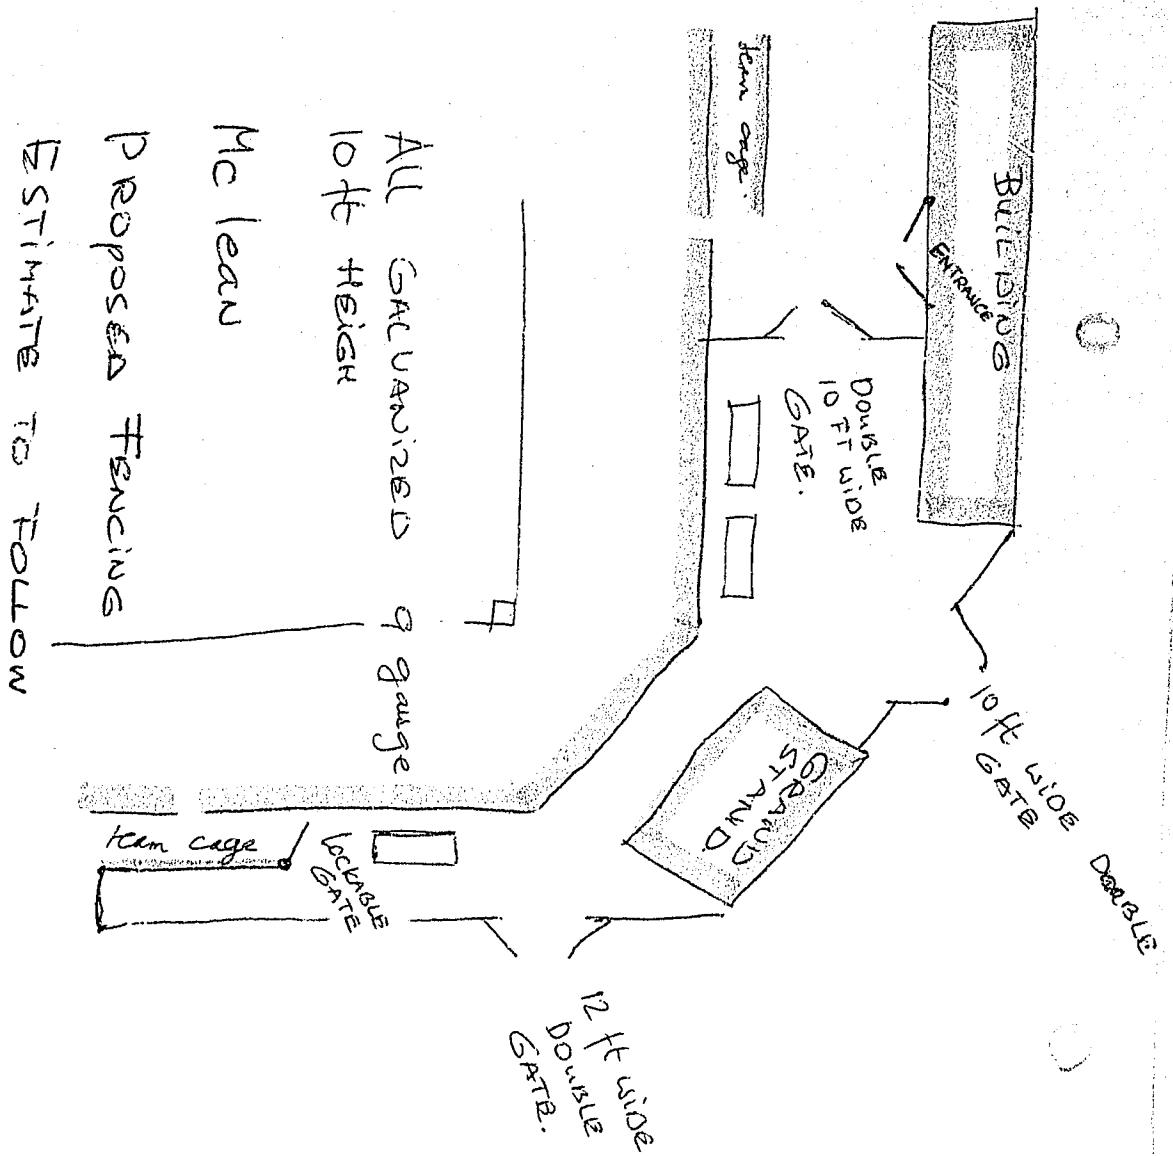 BUILDING
ENTRANCE
team cage
DOUBLE
10 FT WIDE
GATE.
10 ft WIDE
GATE
DOUBLE
GRAND
STAND
All GALVANIZED 9 gauge
10 ft HEIGH
Mc lean
PROPOSED FENCING
ESTIMATE TO FOLLOW
team cage
LOCKABLE
GATE
12 ft WIDE
DOUBLE
GATE.